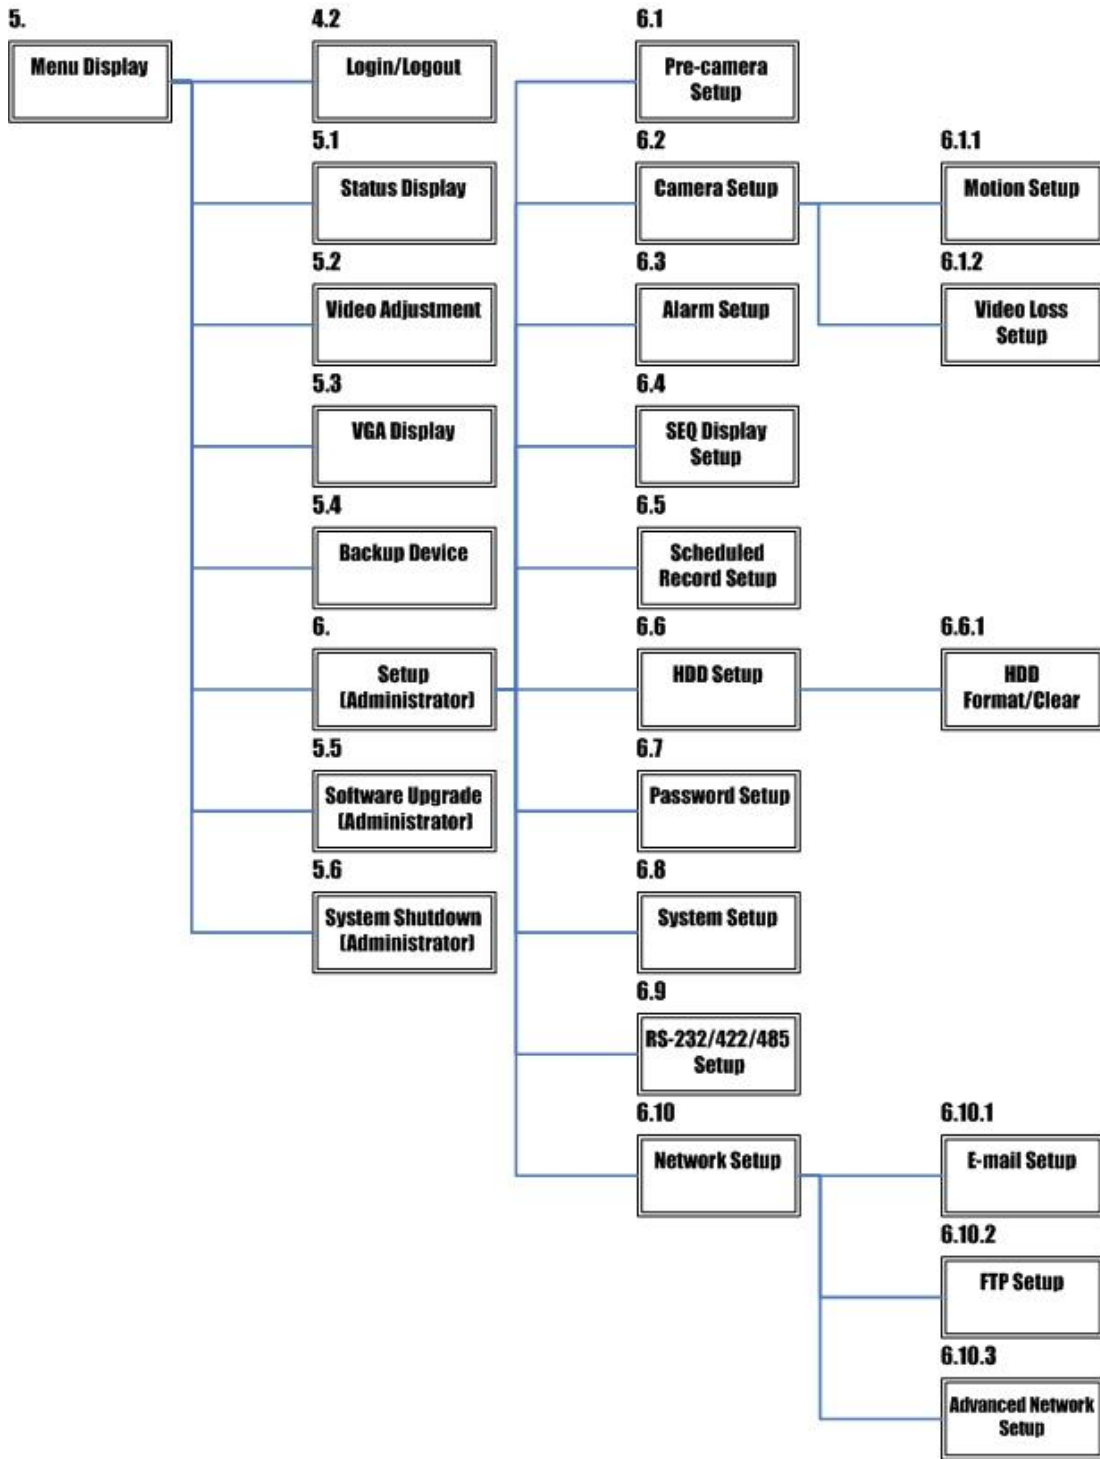 5.
4.2
6.1
Menu Display
Login/Logout
Pre-camera
Setup
5.1
6.2
6.1.1
Status Display
Camera Setup
Motion Setup
5.2
6.3
6.1.2
Video Adjustment
Alarm Setup
Video Loss
Setup
5.3
6.4
VGA Display
SEQ Display
Setup
5.4
6.5
Backup Device
Scheduled
Record Setup
6.
6.6
6.6.1
Setup
(Administrator)
HDD Setup
HDD
Format/Clear
5.5
6.7
Software Upgrade
(Administrator)
Password Setup
5.6
6.8
System Shutdown
(Administrator)
System Setup
6.9
RS-232/422/485
Setup
6.10
6.10.1
Network Setup
E-mail Setup
6.10.2
FTP Setup
6.10.3
Advanced Network
Setup